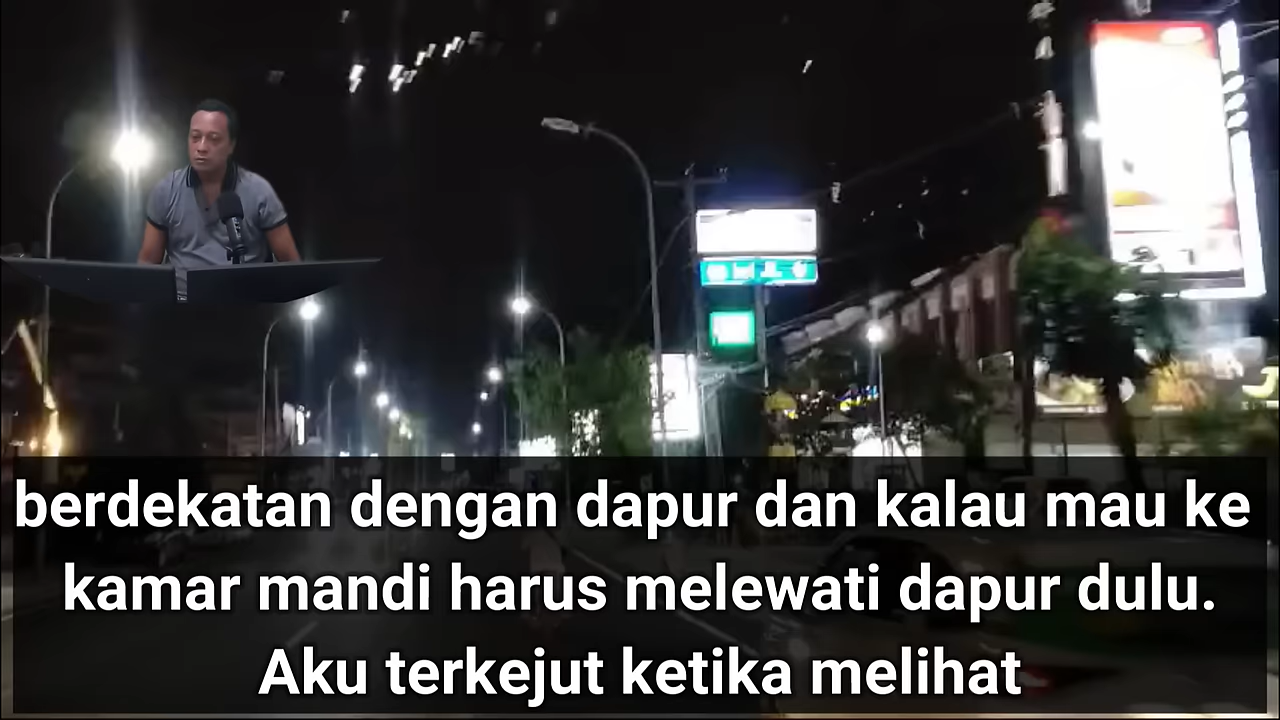 berdekatan dengan dapur dan kalau mau ke
kamar mandi harus melewati dapur dulu.
Aku terkejut ketika melihat